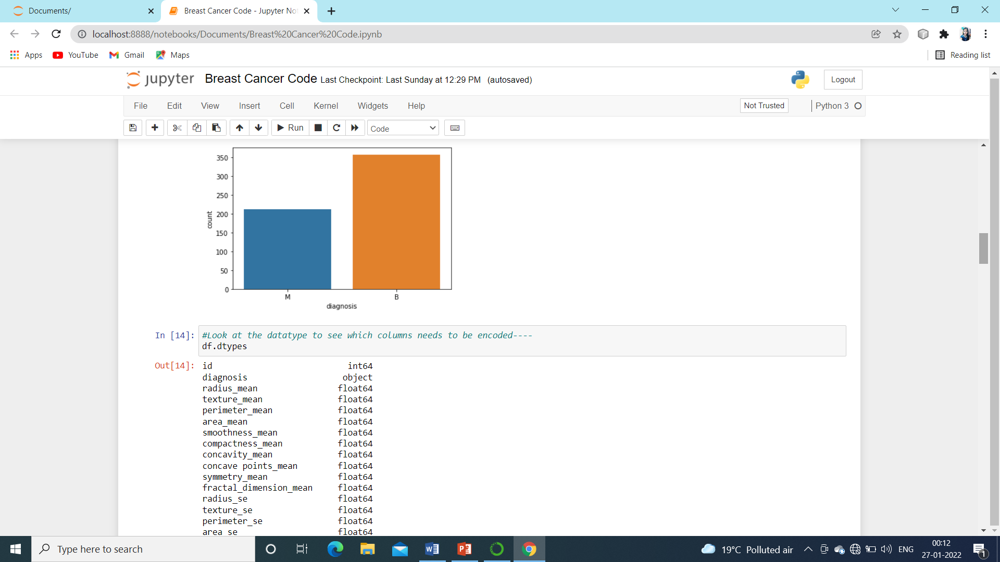 Documents/
Breast Cancer Code - Jupyter No
localhost:8888/notebooks/Documents/Breast%20Cancer%20Code.ipynb
Apps YouTube Gmail Maps Reading list
jupyter Breast Cancer Code Last Checkpoint: Last Sunday at 12:29 PM (autosaved) Logout
File Edit View Insert Cell Kernel Widgets Help Not Trusted Python 3
Run Code
350
300
250
200
150
100
50
0
count
M B
diagnosis
In [14]: #Look at the datatype to see which columns needs to be encoded----
df.dtypes
Out[14]: id int64
diagnosis object
radius_mean float64
texture_mean float64
perimeter_mean float64
area_mean float64
smoothness_mean float64
compactness_mean float64
concavity_mean float64
concave points_mean float64
symmetry_mean float64
fractal_dimension_mean float64
radius_se float64
texture_se float64
perimeter_se float64
area_se float64
Type here to search
19°C Polluted air
ENG
00:12
27-01-2022
1